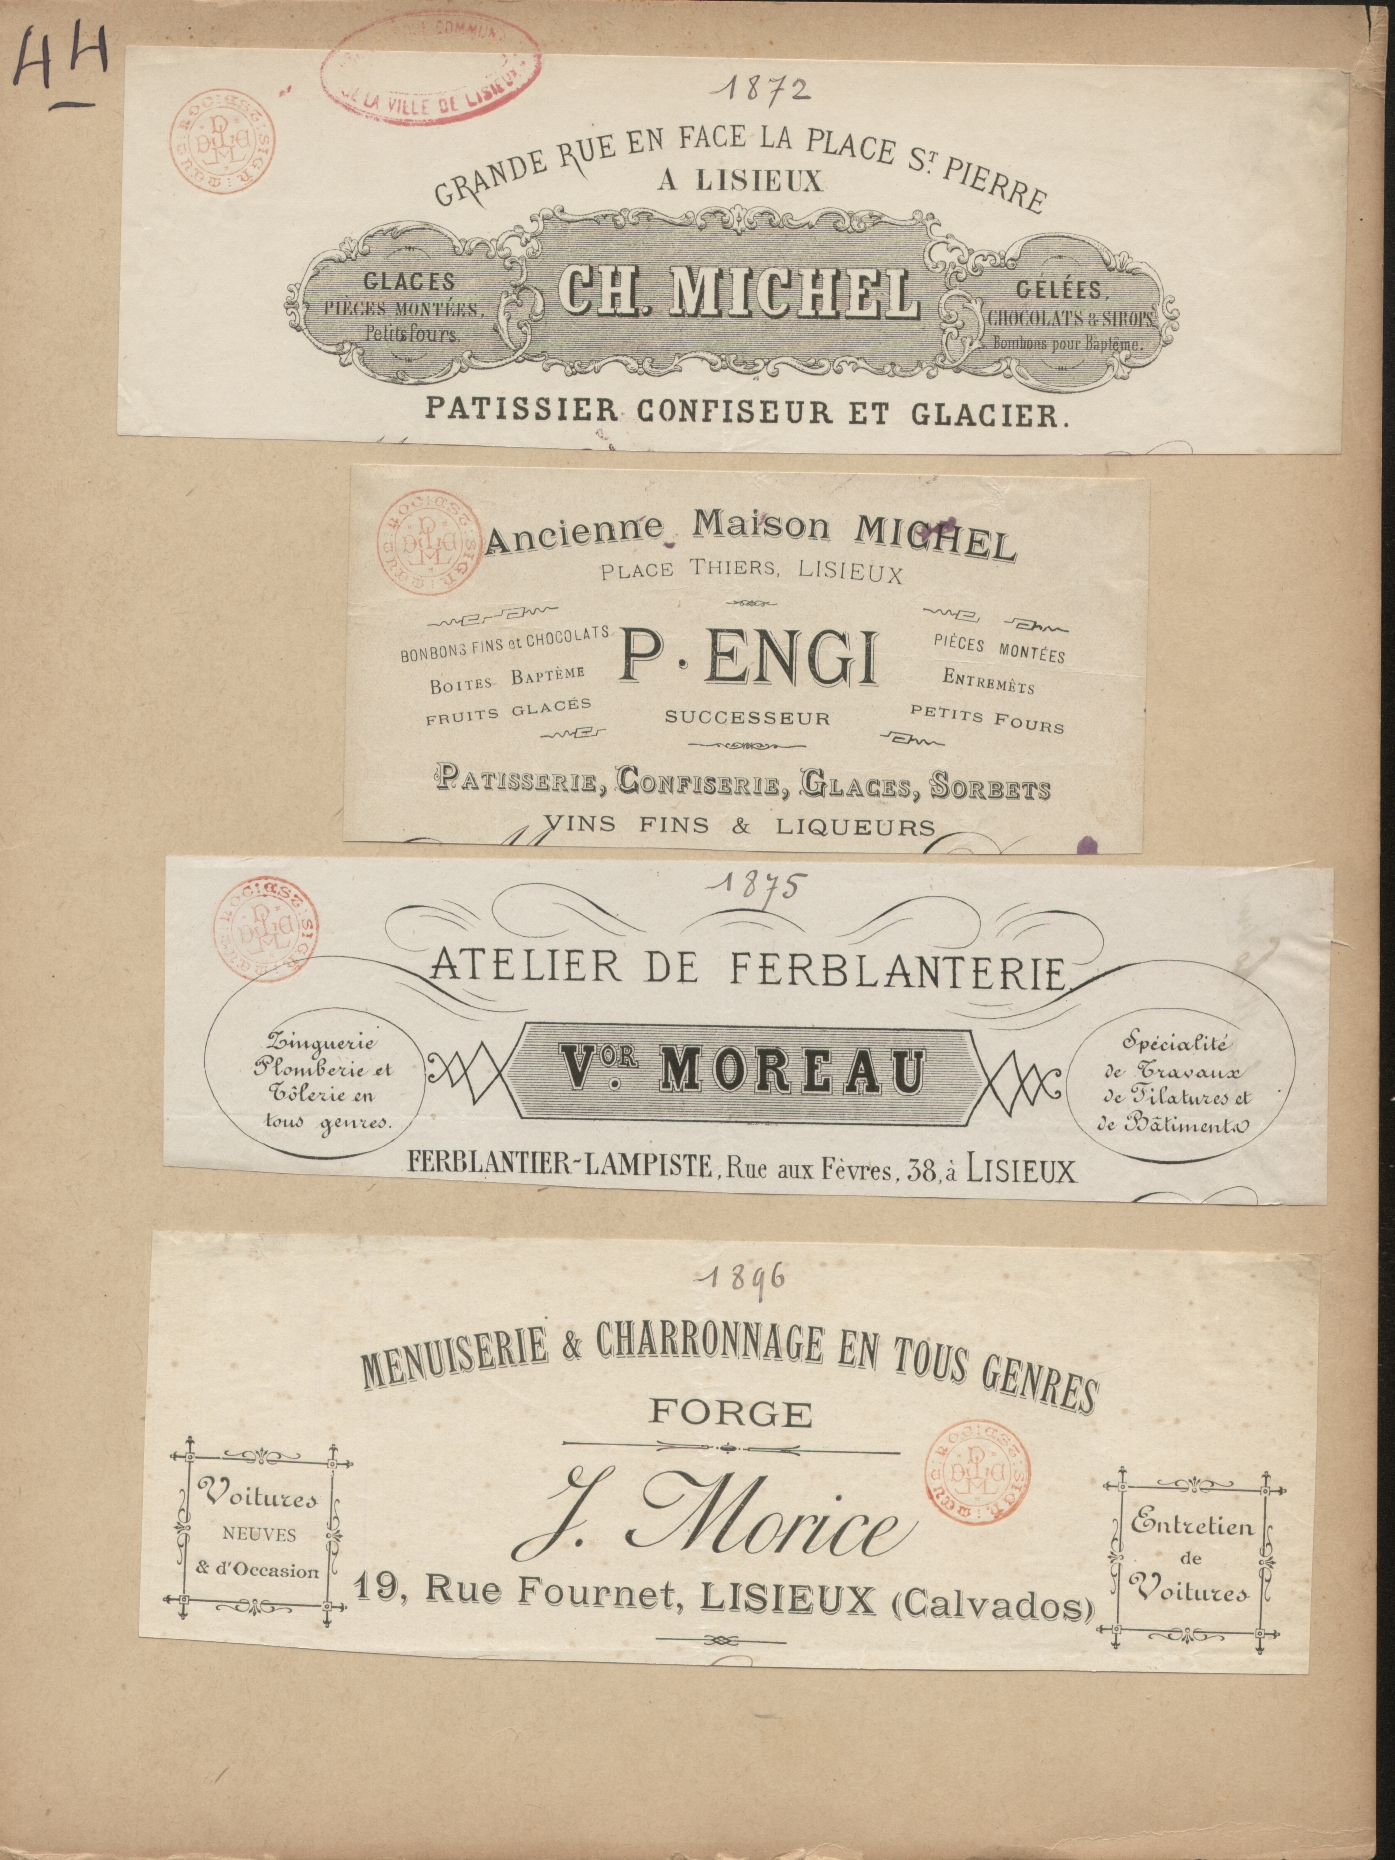 44
DE LA VILLE DE LISIEUX
1872
GRANDE RUE EN FACE LA PLACE ST. PIERRE
A LISIEUX
GLACES
PIÈCES MONTÉES,
Petits fours.
CH. MICHEL
GÉLÉES,
CHOCOLATS & SIROPS
Bombons pour Baptême.
PATISSIER CONFISEUR ET GLACIER.
Ancienne Maison MICHEL
PLACE THIERS, LISIEUX
BONBONS FINS et CHOCOLATS
BOITES BAPTÊME
FRUITS GLACÉS
P. ENGI
SUCCESSEUR
PIÈCES MONTÉES
ENTREMÊTS
PETITS FOURS
PATISSERIE, CONFISERIE, GLACES, SORBETS
VINS FINS & LIQUEURS
1875
ATELIER DE FERBLANTERIE
Zinguerie
Plomberie et
Tôlerie en
tous genres.
VOR. MOREAU
Spécialité
de Travaux
de Filatures et
de Bâtiments
FERBLANTIER-LAMPISTE, Rue aux Fèvres, 38, à LISIEUX
1896
MENUISERIE & CHARRONNAGE EN TOUS GENRES
FORGE
Voitures
NEUVES
& d'Occasion
J. Morice
19, Rue Fournet, LISIEUX (Calvados)
Entretien
de
Voitures